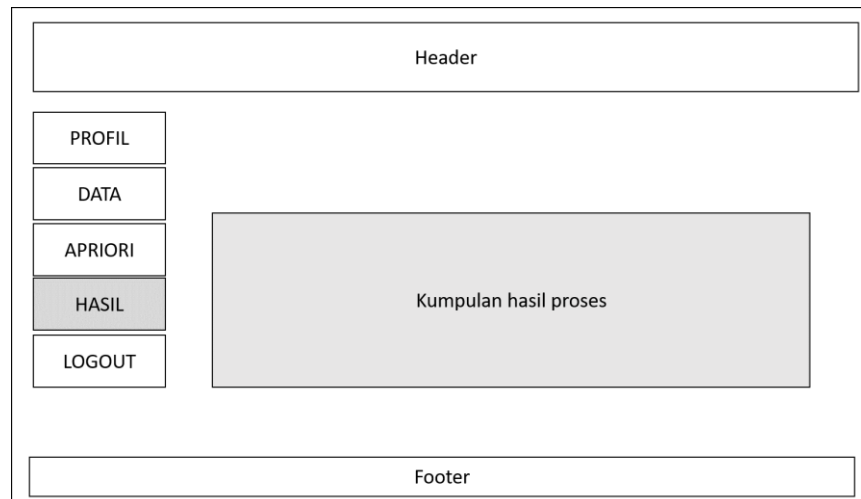 Header
PROFIL
DATA
APRIORI
HASIL
LOGOUT
Kumpulan hasil proses
Footer